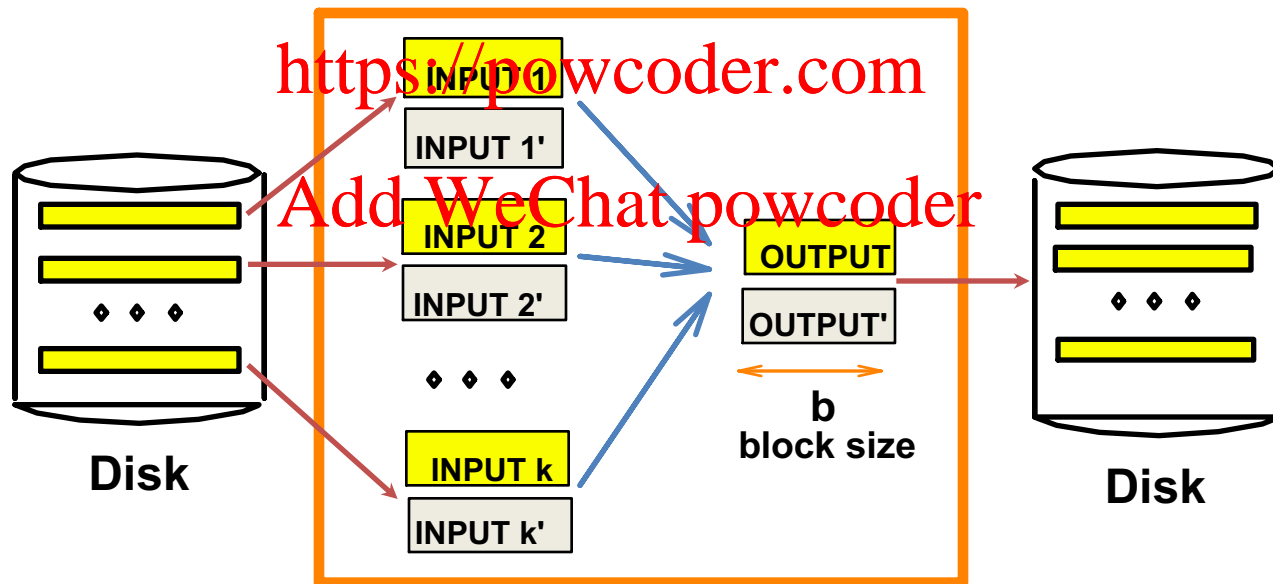 https://powcoder.com
INPUT 1
INPUT 1'
Add WeChat powcoder
INPUT 2
INPUT 2'
OUTPUT
OUTPUT'
b
block size
INPUT k
INPUT k'
Disk
Disk